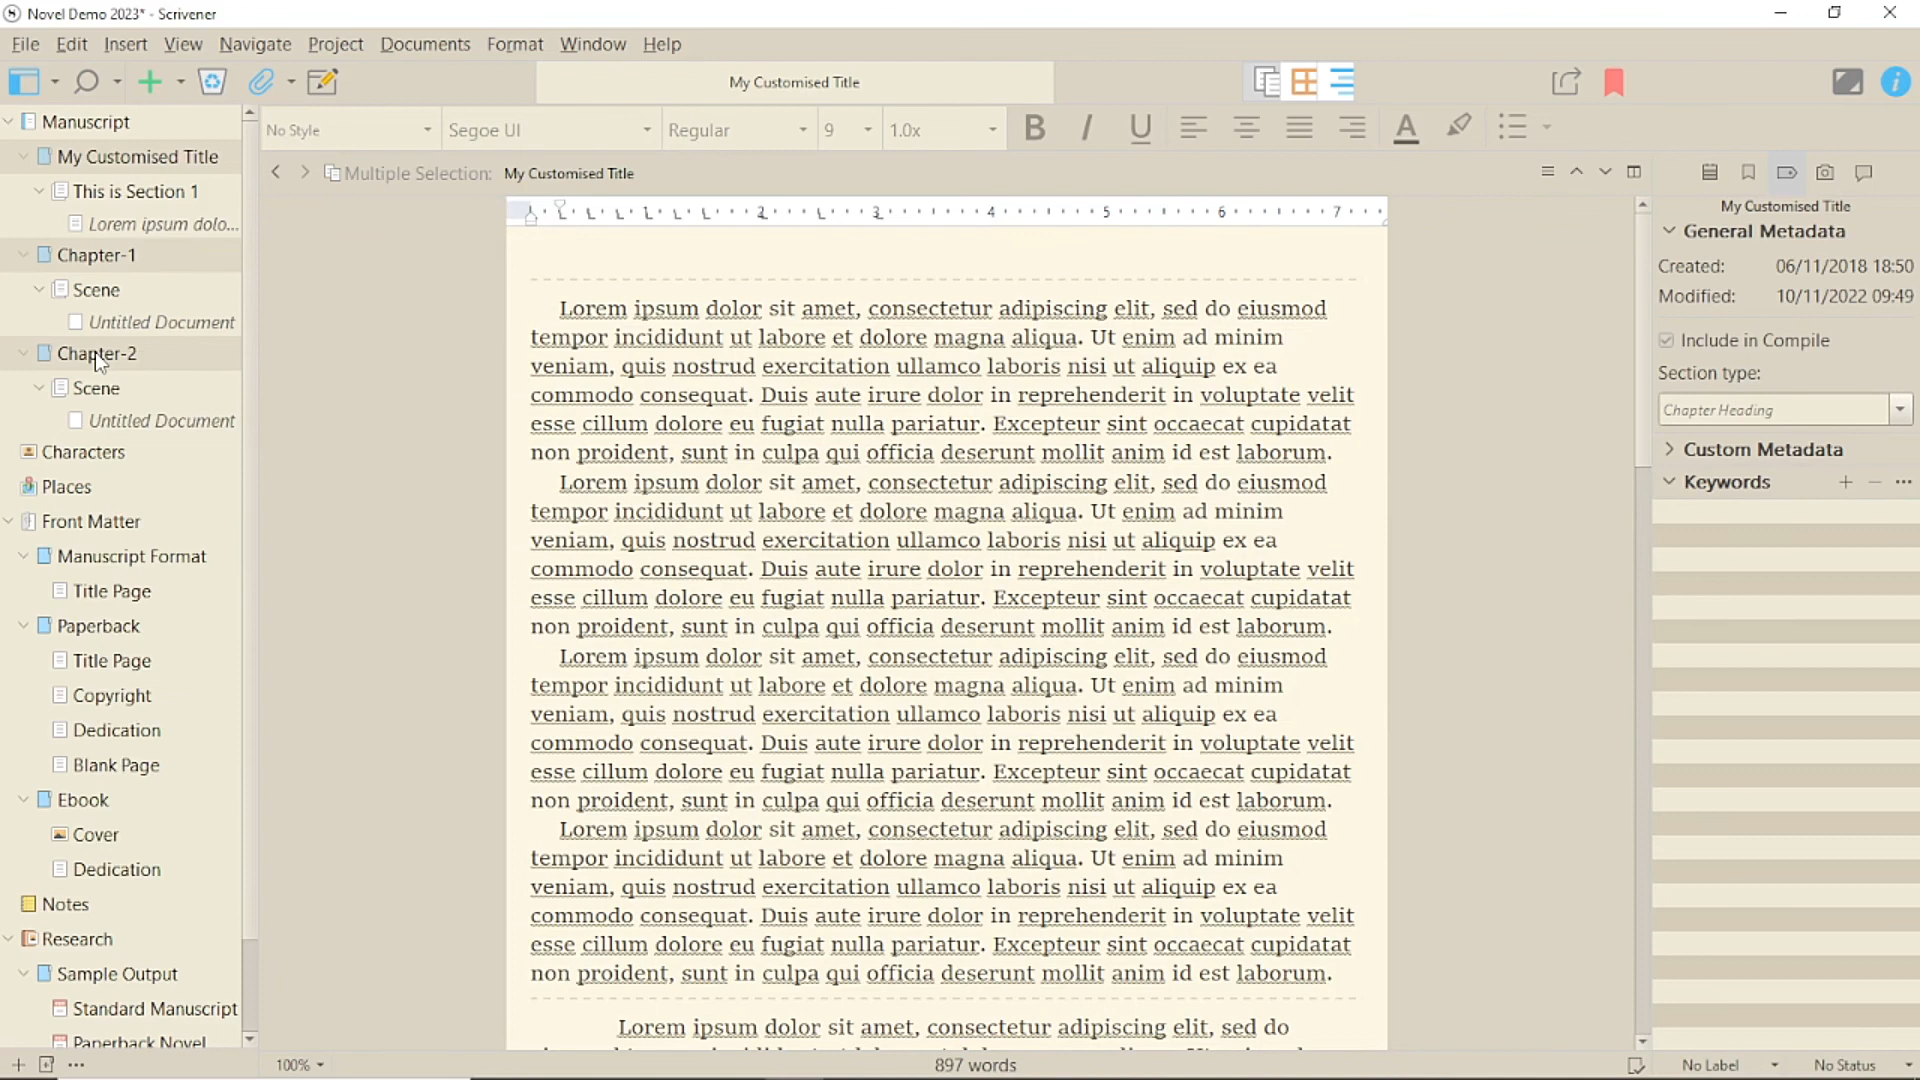 Novel Demo 2023* - Scrivener
File Edit Insert View Navigate Project Documents Format Window Help
My Customised Title
No Style Segoe UI Regular 9 1.0x B I U A
Multiple Selection: My Customised Title
Manuscript
My Customised Title
This is Section 1
Lorem ipsum dolo...
Chapter-1
Scene
Untitled Document
Chapter-2
Scene
Untitled Document
Characters
Places
Front Matter
Manuscript Format
Title Page
Paperback
Title Page
Copyright
Dedication
Blank Page
Ebook
Cover
Dedication
Notes
Research
Sample Output
Standard Manuscript
Paperback Novel
1 2 3 4 5 6 7
Lorem ipsum dolor sit amet, consectetur adipiscing elit, sed do eiusmod
tempor incididunt ut labore et dolore magna aliqua. Ut enim ad minim
veniam, quis nostrud exercitation ullamco laboris nisi ut aliquip ex ea
commodo consequat. Duis aute irure dolor in reprehenderit in voluptate velit
esse cillum dolore eu fugiat nulla pariatur. Excepteur sint occaecat cupidatat
non proident, sunt in culpa qui officia deserunt mollit anim id est laborum.
Lorem ipsum dolor sit amet, consectetur adipiscing elit, sed do eiusmod
tempor incididunt ut labore et dolore magna aliqua. Ut enim ad minim
veniam, quis nostrud exercitation ullamco laboris nisi ut aliquip ex ea
commodo consequat. Duis aute irure dolor in reprehenderit in voluptate velit
esse cillum dolore eu fugiat nulla pariatur. Excepteur sint occaecat cupidatat
non proident, sunt in culpa qui officia deserunt mollit anim id est laborum.
Lorem ipsum dolor sit amet, consectetur adipiscing elit, sed do eiusmod
tempor incididunt ut labore et dolore magna aliqua. Ut enim ad minim
veniam, quis nostrud exercitation ullamco laboris nisi ut aliquip ex ea
commodo consequat. Duis aute irure dolor in reprehenderit in voluptate velit
esse cillum dolore eu fugiat nulla pariatur. Excepteur sint occaecat cupidatat
non proident, sunt in culpa qui officia deserunt mollit anim id est laborum.
Lorem ipsum dolor sit amet, consectetur adipiscing elit, sed do eiusmod
tempor incididunt ut labore et dolore magna aliqua. Ut enim ad minim
veniam, quis nostrud exercitation ullamco laboris nisi ut aliquip ex ea
commodo consequat. Duis aute irure dolor in reprehenderit in voluptate velit
esse cillum dolore eu fugiat nulla pariatur. Excepteur sint occaecat cupidatat
non proident, sunt in culpa qui officia deserunt mollit anim id est laborum.
Lorem ipsum dolor sit amet, consectetur adipiscing elit, sed do
My Customised Title
General Metadata
Created: 06/11/2018 18:50
Modified: 10/11/2022 09:49
Include in Compile
Section type:
Chapter Heading
Custom Metadata
Keywords
100% 897 words No Label No Status